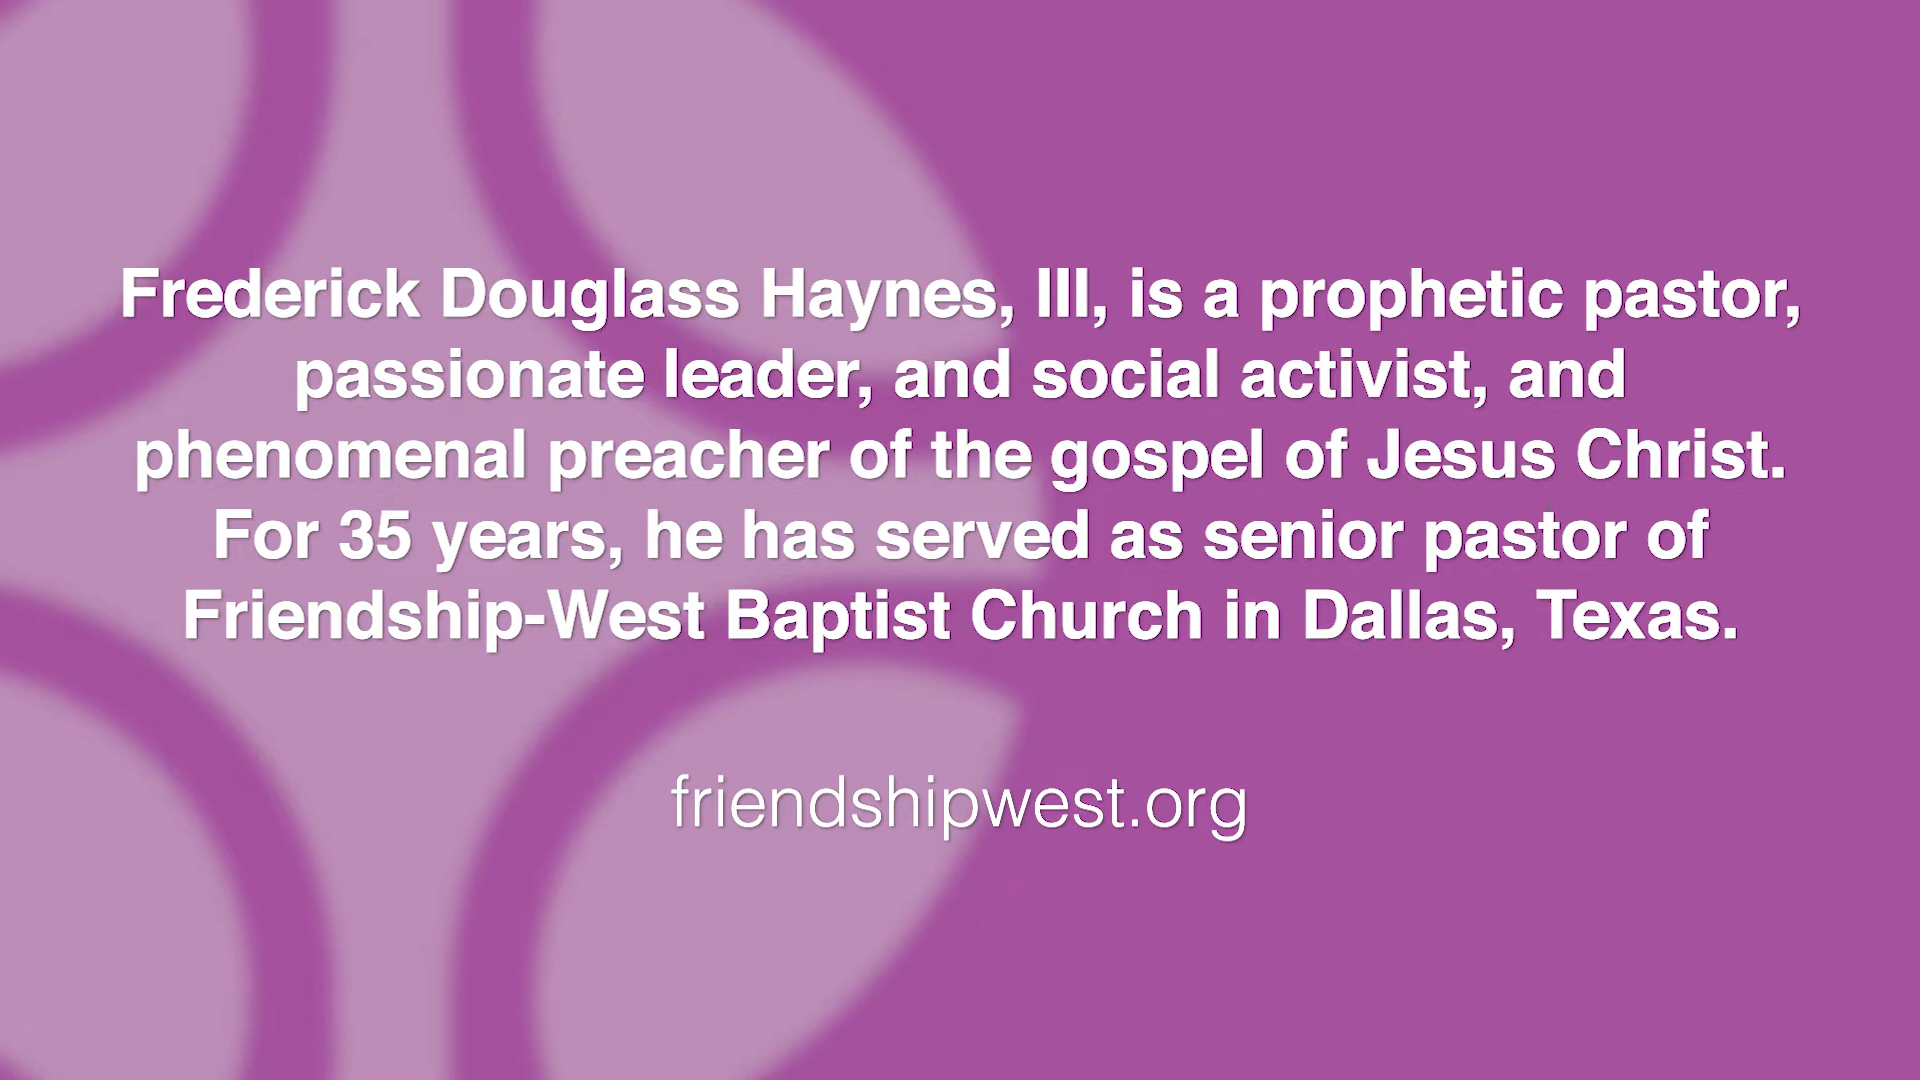 Frederick Douglass Haynes, III, is a prophetic pastor,
passionate leader, and social activist, and
phenomenal preacher of the gospel of Jesus Christ.
For 35 years, he has served as senior pastor of
Friendship-West Baptist Church in Dallas, Texas.
friendshipwest.org